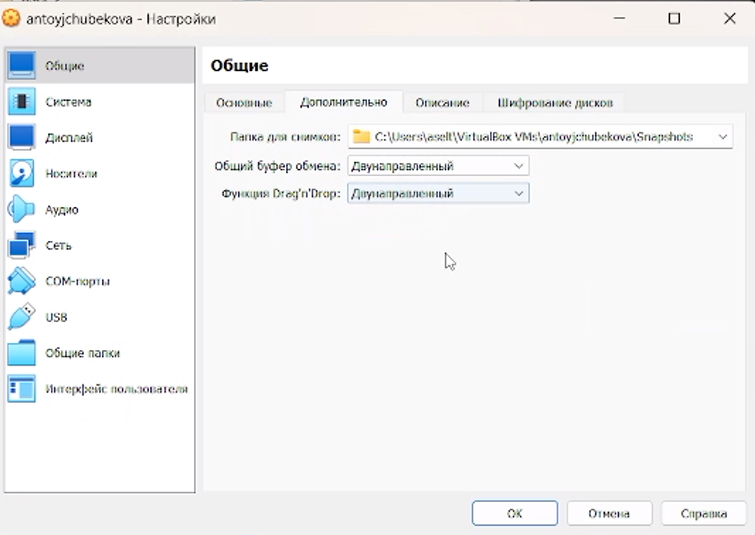 antoyjchubekova - Настройки
Общие
Система
Дисплей
Носители
Аудио
Сеть
COM-порты
USB
Общие папки
Интерфейс пользователя
Общие
Основные Дополнительно Описание Шифрование дисков
Папка для снимков: C:\Users\aselt\VirtualBox VMs\antoyjchubekova\Snapshots
Общий буфер обмена: Двунаправленный
Функция Drag'n'Drop: Двунаправленный
ОК Отмена Справка